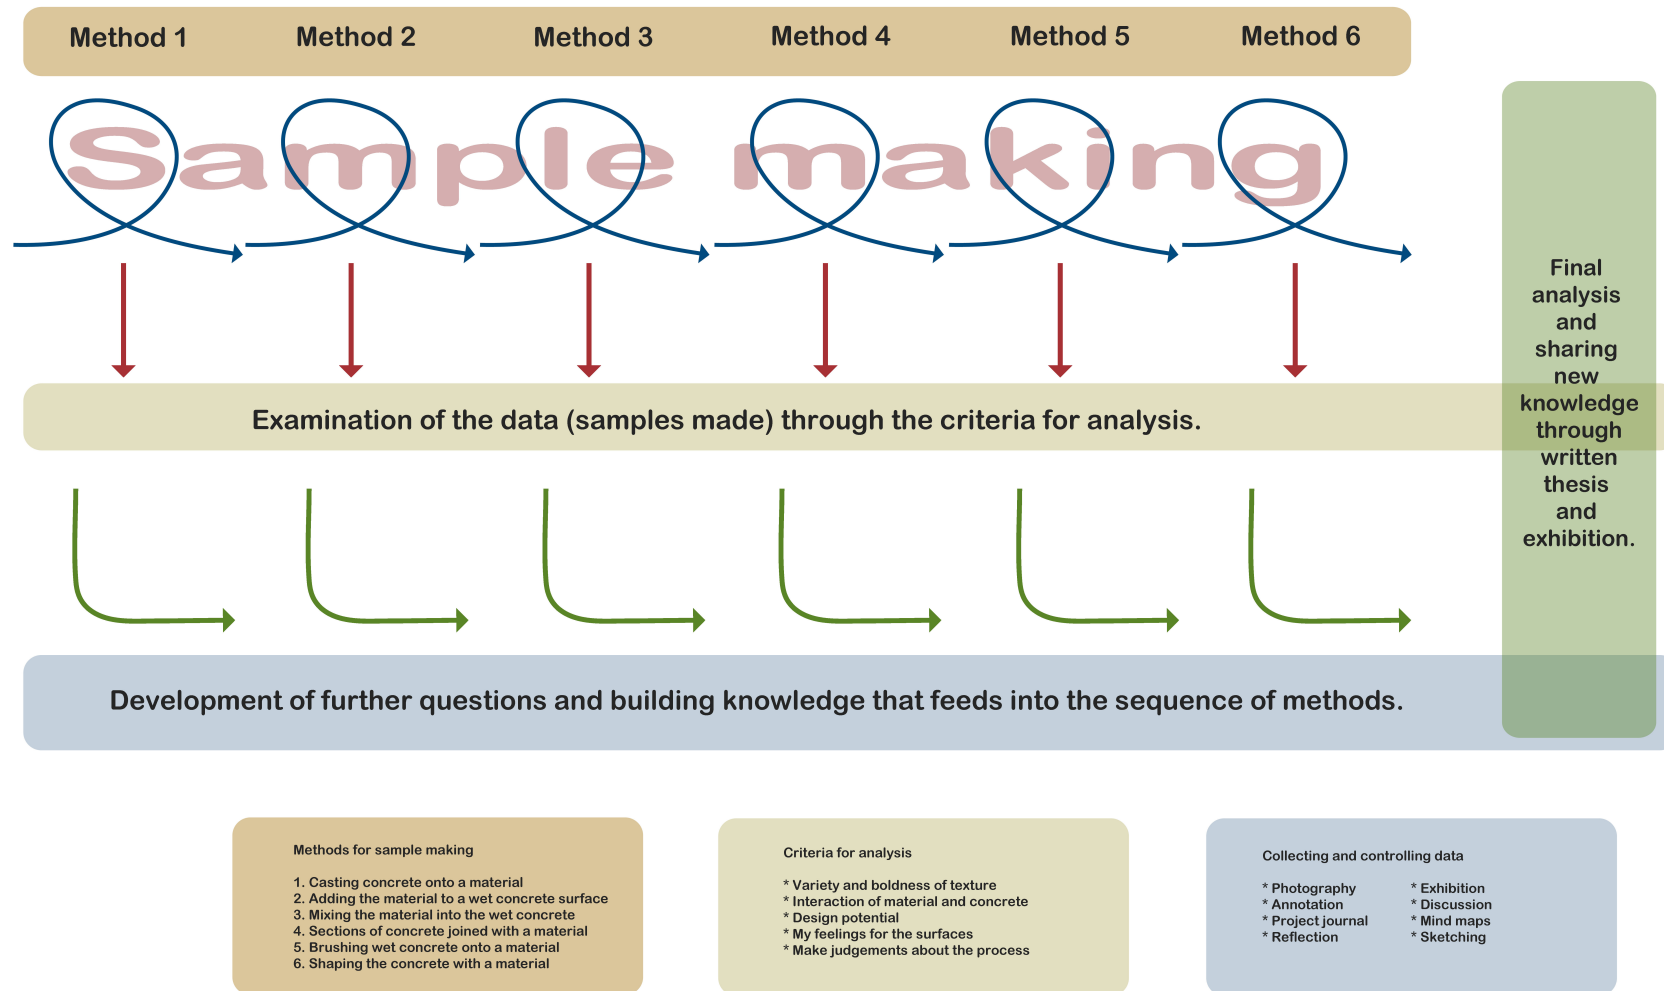 Method 1 Method 2 Method 3 Method 4 Method 5 Method 6
Sample making
Final
analysis
and
sharing
new
knowledge
through
written
thesis
and
exhibition.
Examination of the data (samples made) through the criteria for analysis.
Development of further questions and building knowledge that feeds into the sequence of methods.
Methods for sample making
1. Casting concrete onto a material
2. Adding the material to a wet concrete surface
3. Mixing the material into the wet concrete
4. Sections of concrete joined with a material
5. Brushing wet concrete onto a material
6. Shaping the concrete with a material
Criteria for analysis
* Variety and boldness of texture
* Interaction of material and concrete
* Design potential
* My feelings for the surfaces
* Make judgements about the process
Collecting and controlling data
* Photography * Exhibition
* Annotation * Discussion
* Project journal * Mind maps
* Reflection * Sketching